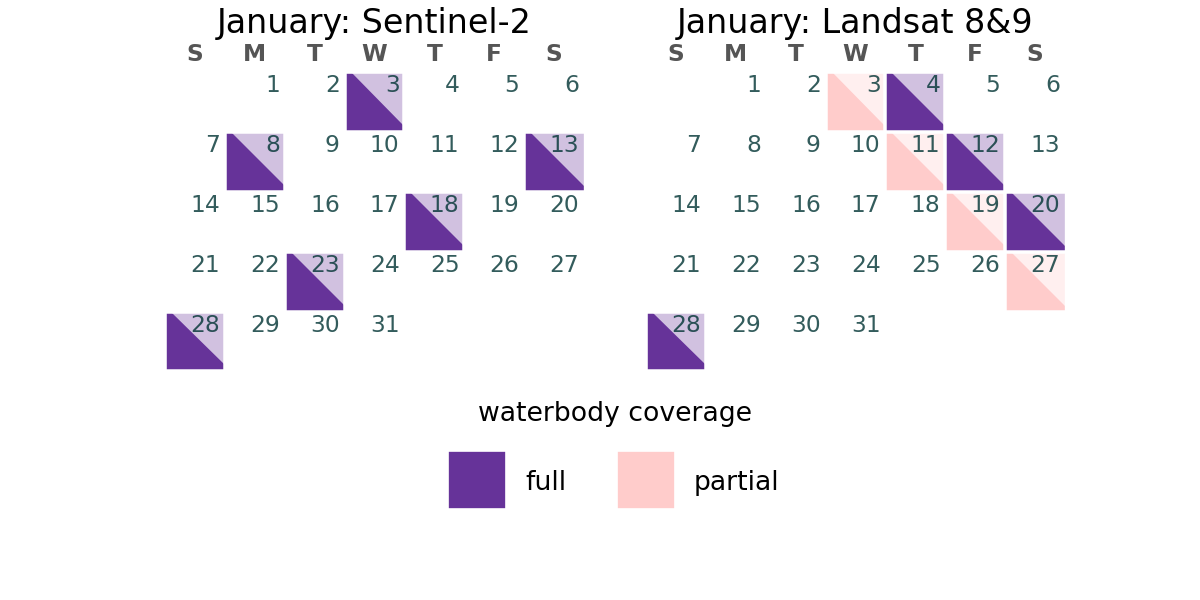 January: Sentinel-2
S M T W T F S
1 2 3 4 5 6
7 8 9 10 11 12 13
14 15 16 17 18 19 20
21 22 23 24 25 26 27
28 29 30 31
January: Landsat 8&9
S M T W T F S
1 2 3 4 5 6
7 8 9 10 11 12 13
14 15 16 17 18 19 20
21 22 23 24 25 26 27
28 29 30 31
waterbody coverage
full partial